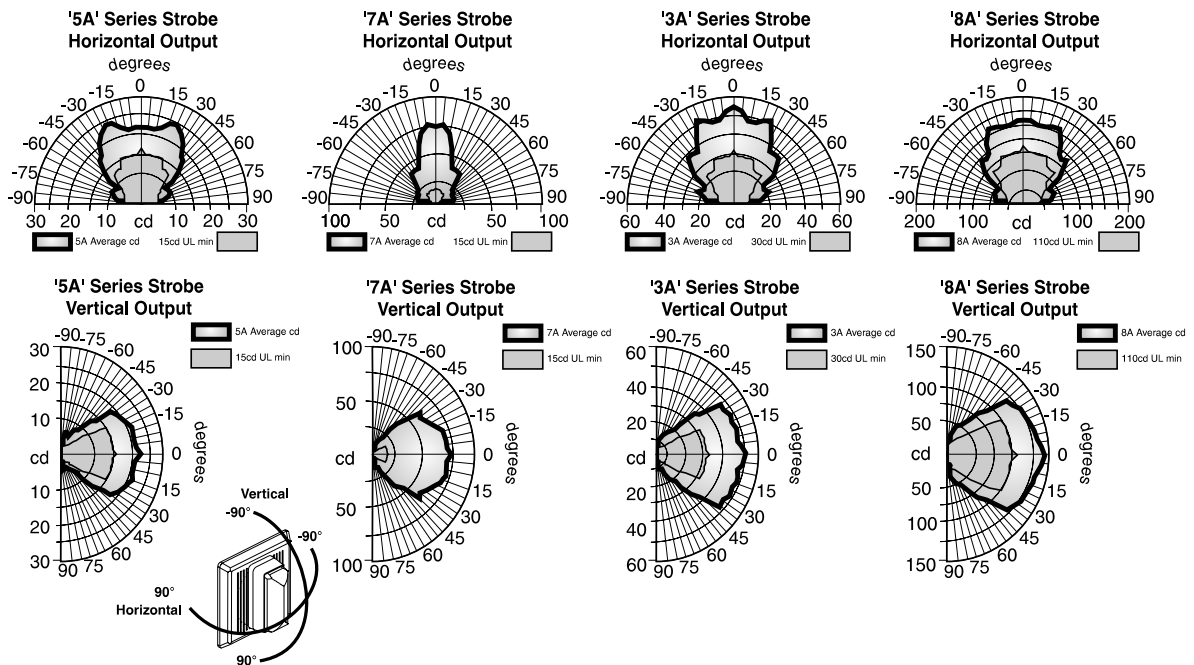 '5A' Series Strobe
Horizontal Output
degrees
0
-15 15
-30 30
-45 45
-60 60
-75 75
-90 90
30 20 10 cd 10 20 30
5A Average cd 15cd UL min
'7A' Series Strobe
Horizontal Output
degrees
0
-15 15
-30 30
-45 45
-60 60
-75 75
-90 90
100 50 cd 50 100
7A Average cd 15cd UL min
'3A' Series Strobe
Horizontal Output
degrees
0
-15 15
-30 30
-45 45
-60 60
-75 75
-90 90
60 40 20 cd 20 40 60
3A Average cd 30cd UL min
'8A' Series Strobe
Horizontal Output
degrees
0
-15 15
-30 30
-45 45
-60 60
-75 75
-90 90
200 100 cd 100 200
8A Average cd 110cd UL min
'5A' Series Strobe
Vertical Output
5A Average cd
15cd UL min
30
20
10
cd
10
20
30
-90
-75
-60
-45
-30
-15
0
15
30
45
60
75
90
degrees
'7A' Series Strobe
Vertical Output
7A Average cd
15cd UL min
100
50
cd
50
100
-90
-75
-60
-45
-30
-15
0
15
30
45
60
75
90
degrees
'3A' Series Strobe
Vertical Output
3A Average cd
30cd UL min
60
40
20
cd
20
40
60
-90
-75
-60
-45
-30
-15
0
15
30
45
60
75
90
degrees
'8A' Series Strobe
Vertical Output
8A Average cd
110cd UL min
150
100
50
cd
50
100
150
-90
-75
-60
-45
-30
-15
0
15
30
45
60
75
90
degrees
Vertical
-90°
-90°
90°
Horizontal
90°